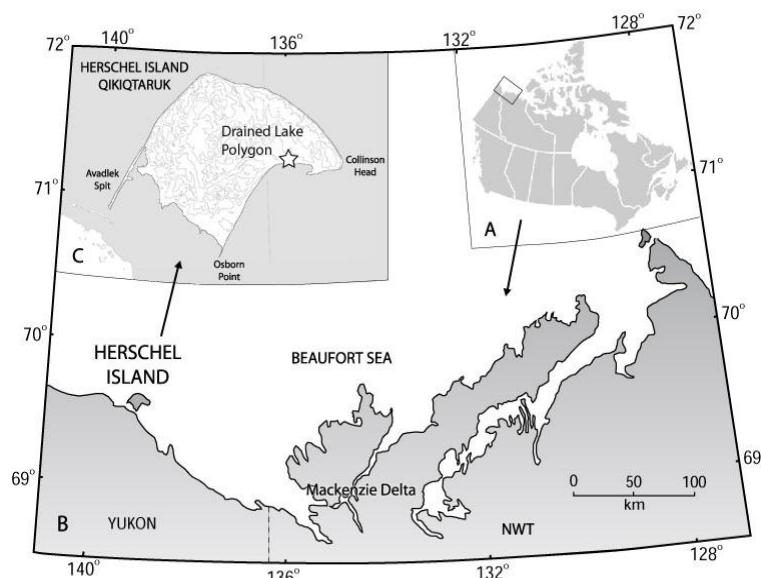 72°
140°
136°
132°
128°
72°
HERSCHEL ISLAND
QIKIQTARUK
Drained Lake
Polygon
Avadlek
Spit
Collinson
Head
71°
71°
A
C
Osborn
Point
70°
70°
HERSCHEL
ISLAND
BEAUFORT SEA
69°
69
Mackenzie Delta
0 50 100
km
B
YUKON
NWT
140°
136°
132°
128°